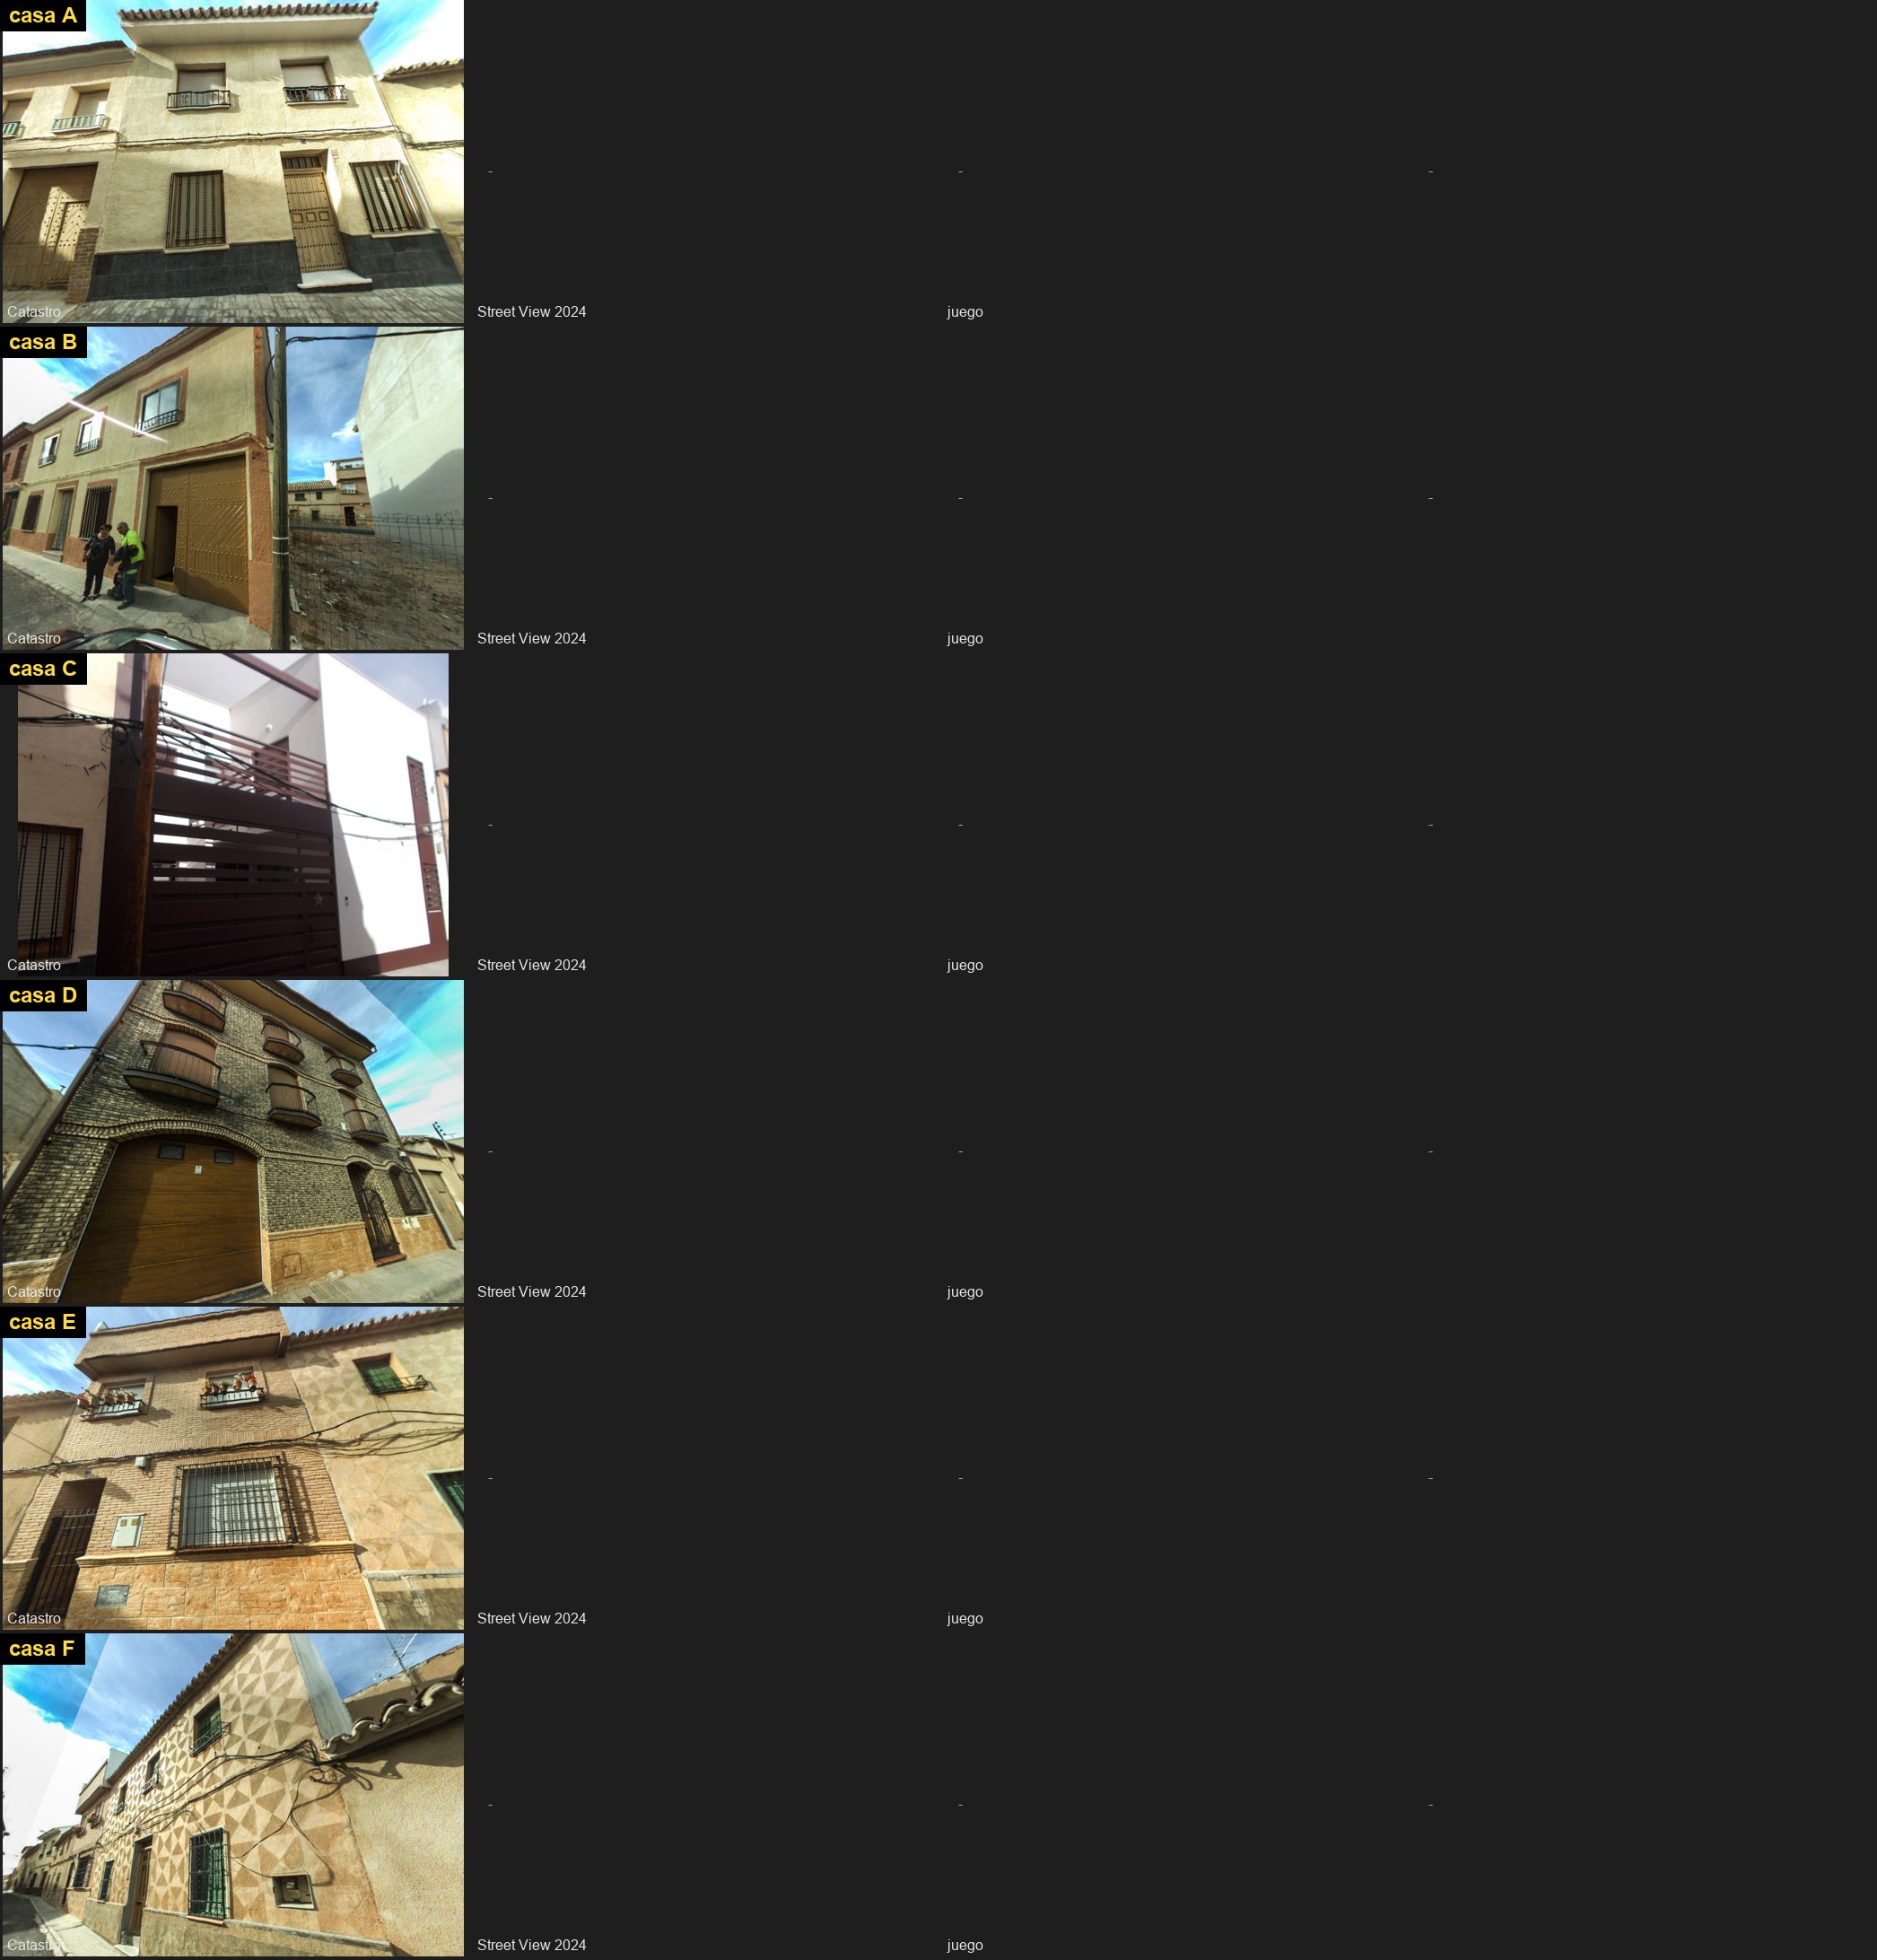 casa A
- - -
Catastro Street View 2024 juego
casa B
- - -
Catastro Street View 2024 juego
casa C
- - -
Catastro Street View 2024 juego
casa D
- - -
Catastro Street View 2024 juego
casa E
- - -
Catastro Street View 2024 juego
casa F
- - -
Catastro Street View 2024 juego